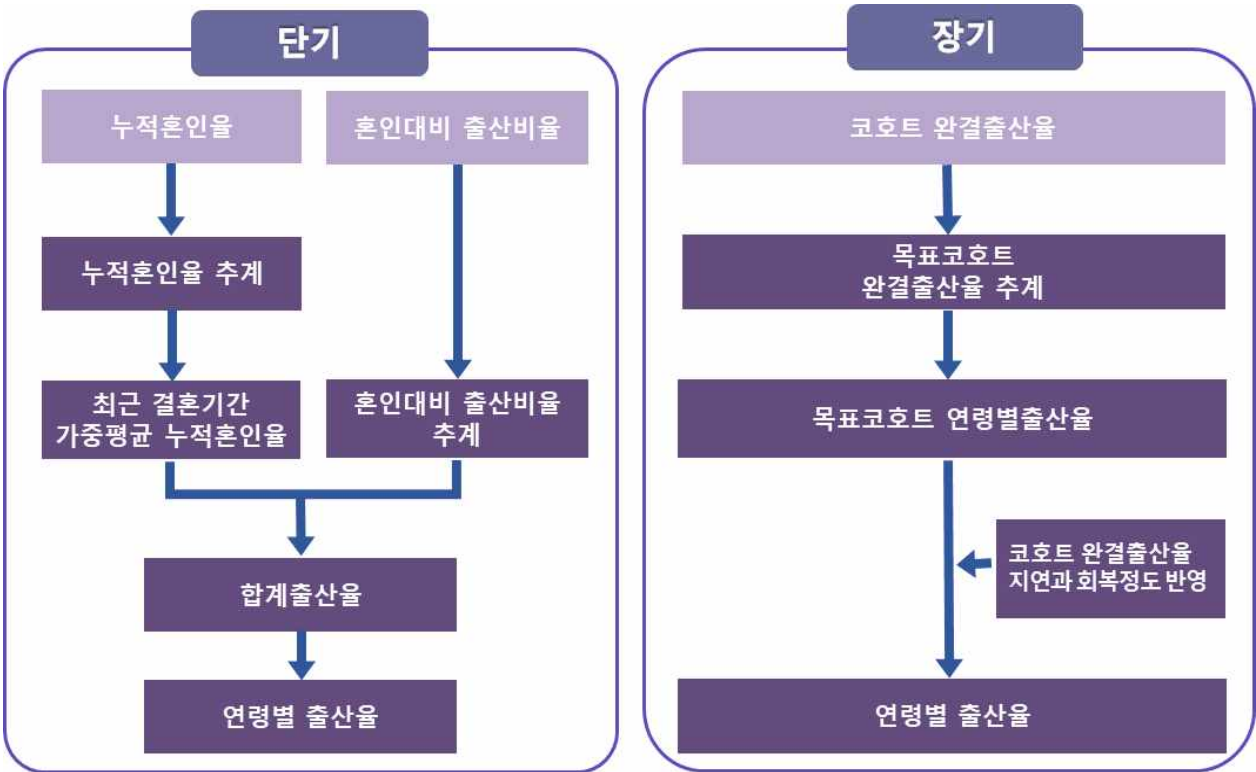 단기
누적혼인율
혼인대비 출산비율
누적혼인율 추계
최근 결혼기간
가중평균 누적혼인율
혼인대비 출산비율
추계
합계출산율
연령별 출산율
장기
코호트 완결출산율
목표코호트
완결출산율 추계
목표코호트 연령별출산율
코호트 완결출산율
지연과 회복정도 반영
연령별 출산율